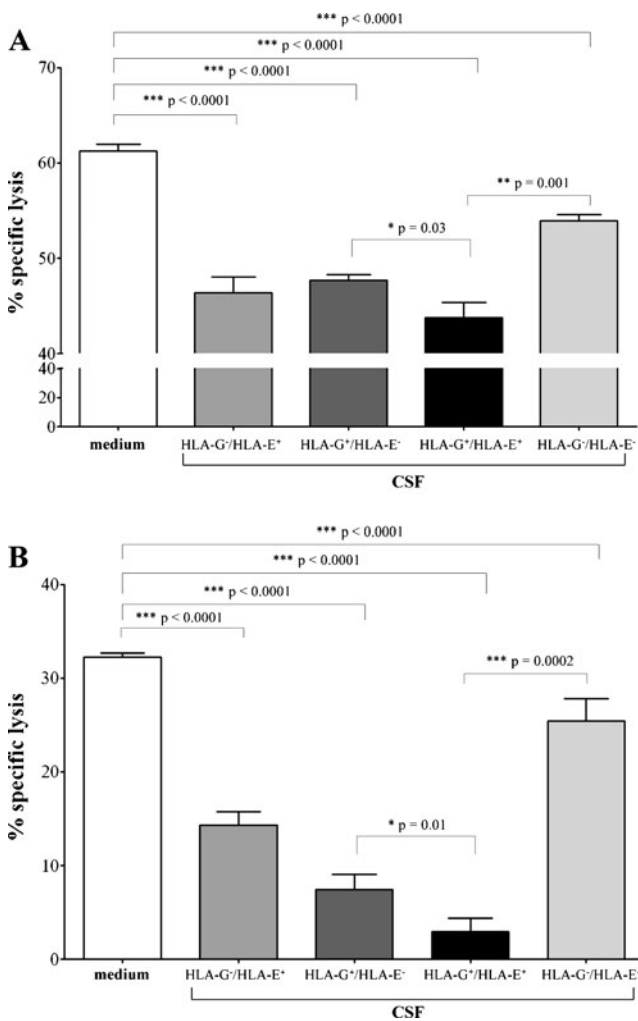 A
*** p < 0.0001
*** p < 0.0001
*** p < 0.0001
*** p < 0.0001
** p = 0.001
* p = 0.03
% specific lysis
70
60
50
40
40
20
0
medium
HLA-G⁻/HLA-E⁺
HLA-G⁺/HLA-E⁻
HLA-G⁺/HLA-E⁺
HLA-G⁻/HLA-E⁻
CSF
B
*** p < 0.0001
*** p < 0.0001
*** p < 0.0001
*** p < 0.0001
*** p = 0.0002
* p = 0.01
% specific lysis
40
30
20
10
0
medium
HLA-G⁻/HLA-E⁺
HLA-G⁺/HLA-E⁻
HLA-G⁺/HLA-E⁺
HLA-G⁻/HLA-E⁻
CSF